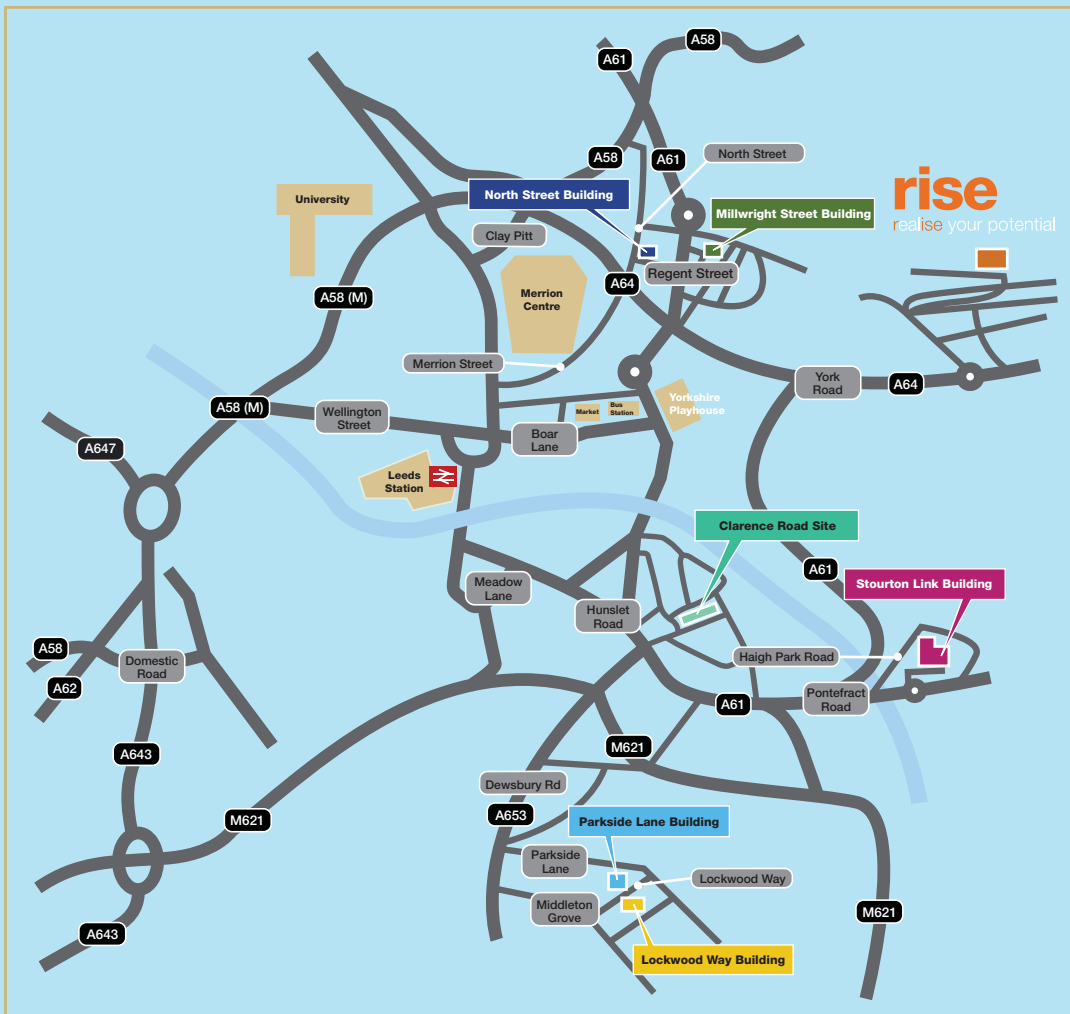 A58
A61
North Street
A58
A61
rise
realise your potential
North Street Building
University
Millwright Street Building
Clay Pitt
Regent Street
A64
Merrion
Centre
A58 (M)
Merrion Street
York
Road
A64
Yorkshire
Playhouse
A58 (M)
Wellington
Street
Market
Bus
Station
Boar
Lane
A647
Leeds
Station
Clarence Road Site
A61
Stourton Link Building
Meadow
Lane
Hunslet
Road
A58
Domestic
Road
Haigh Park Road
A62
A61
Pontefract
Road
A643
M621
Dewsbury Rd
A653
M621
Parkside Lane Building
Parkside
Lane
Lockwood Way
Middleton
Grove
M621
A643
Lockwood Way Building